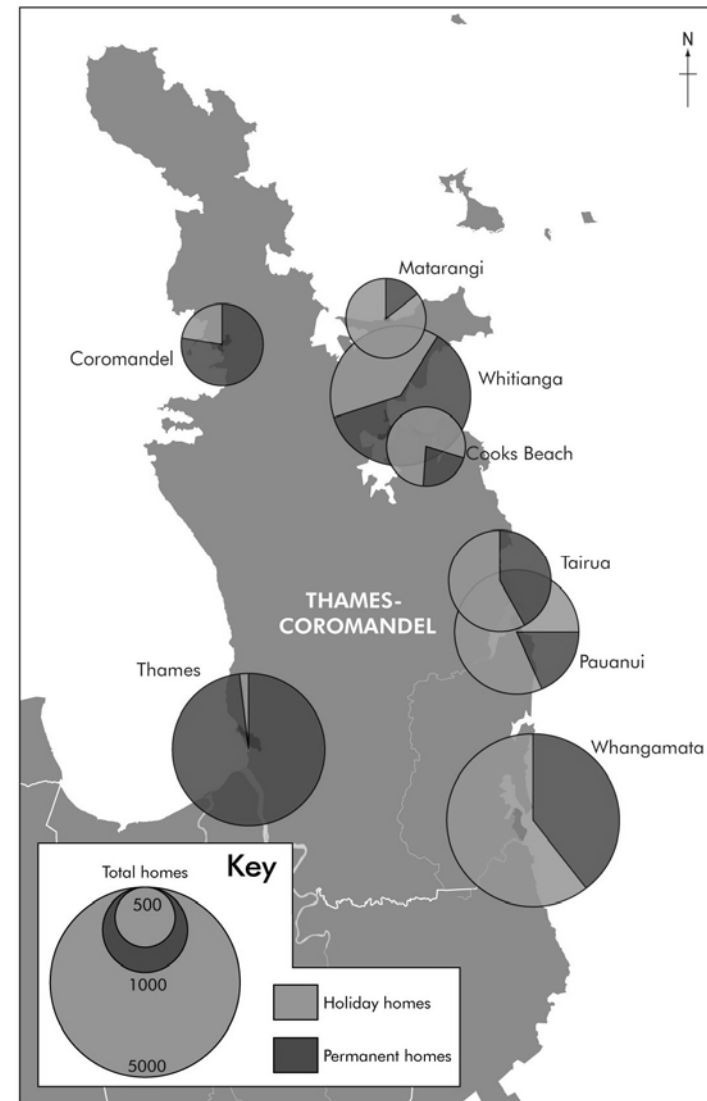 N
Matarangi
Coromandel
Whitianga
Cooks Beach
Tairua
THAMES-
COROMANDEL
Pauanui
Thames
Whangamata
Key
Total homes
500
1000
5000
Holiday homes
Permanent homes